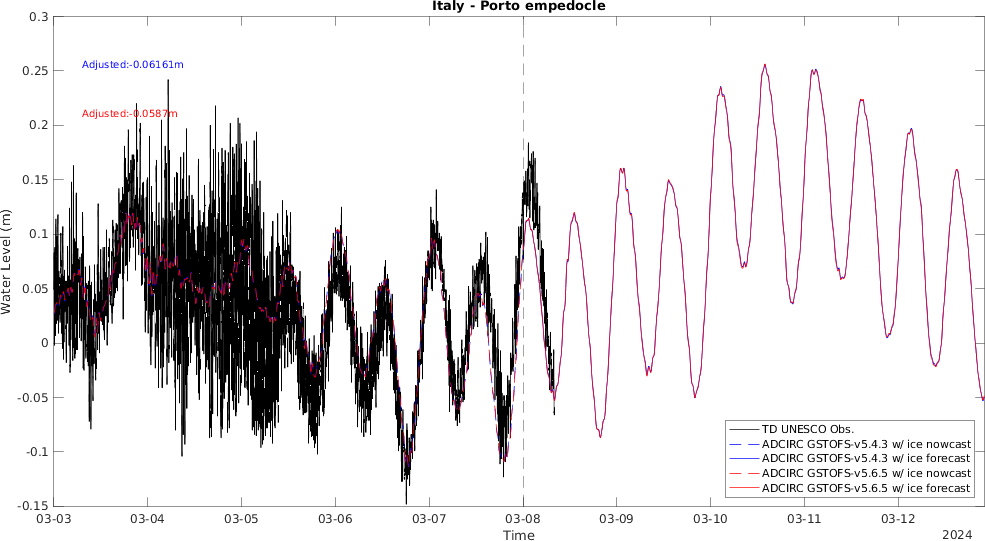 Italy - Porto empedocle
0.3
0.25
0.2
0.15
0.1
0.05
0
-0.05
-0.1
-0.15
Water Level (m)
Adjusted:-0.06161m
Adjusted:-0.0587m
TD UNESCO Obs.
ADCIRC GSTOFS-v5.4.3 w/ ice nowcast
ADCIRC GSTOFS-v5.4.3 w/ ice forecast
ADCIRC GSTOFS-v5.6.5 w/ ice nowcast
ADCIRC GSTOFS-v5.6.5 w/ ice forecast
03-03 03-04 03-05 03-06 03-07 03-08 03-09 03-10 03-11 03-12
Time
2024